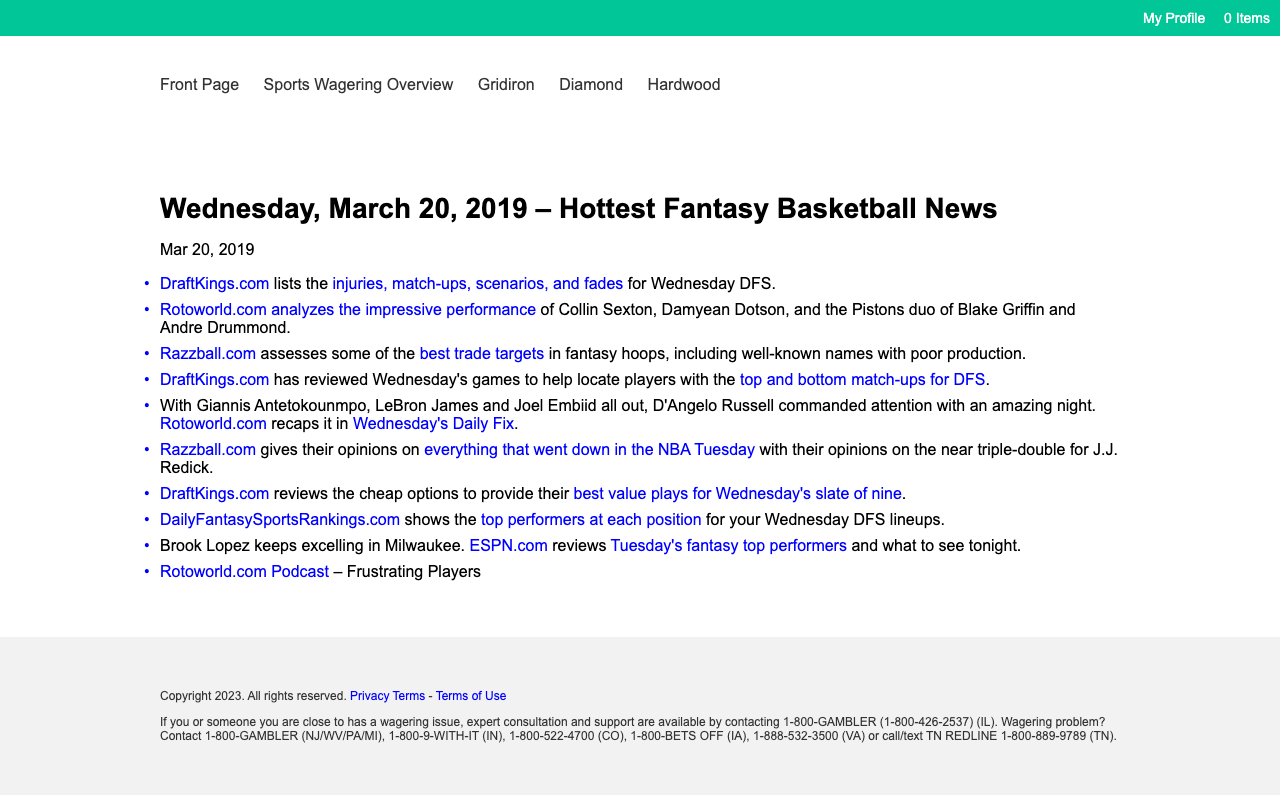 My Profile 0 Items
Front Page Sports Wagering Overview Gridiron Diamond Hardwood
Wednesday, March 20, 2019 – Hottest Fantasy Basketball News
Mar 20, 2019
• DraftKings.com lists the injuries, match-ups, scenarios, and fades for Wednesday DFS.
• Rotoworld.com analyzes the impressive performance of Collin Sexton, Damyean Dotson, and the Pistons duo of Blake Griffin and
Andre Drummond.
• Razzball.com assesses some of the best trade targets in fantasy hoops, including well-known names with poor production.
• DraftKings.com has reviewed Wednesday's games to help locate players with the top and bottom match-ups for DFS.
• With Giannis Antetokounmpo, LeBron James and Joel Embiid all out, D'Angelo Russell commanded attention with an amazing night.
Rotoworld.com recaps it in Wednesday's Daily Fix.
• Razzball.com gives their opinions on everything that went down in the NBA Tuesday with their opinions on the near triple-double for J.J.
Redick.
• DraftKings.com reviews the cheap options to provide their best value plays for Wednesday's slate of nine.
• DailyFantasySportsRankings.com shows the top performers at each position for your Wednesday DFS lineups.
• Brook Lopez keeps excelling in Milwaukee. ESPN.com reviews Tuesday's fantasy top performers and what to see tonight.
• Rotoworld.com Podcast – Frustrating Players
Copyright 2023. All rights reserved. Privacy Terms - Terms of Use
If you or someone you are close to has a wagering issue, expert consultation and support are available by contacting 1-800-GAMBLER (1-800-426-2537) (IL). Wagering problem?
Contact 1-800-GAMBLER (NJ/WV/PA/MI), 1-800-9-WITH-IT (IN), 1-800-522-4700 (CO), 1-800-BETS OFF (IA), 1-888-532-3500 (VA) or call/text TN REDLINE 1-800-889-9789 (TN).